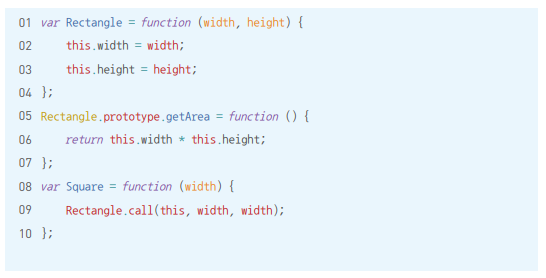 01 var Rectangle = function (width, height) {
02     this.width = width;
03     this.height = height;
04 };
05 Rectangle.prototype.getArea = function () {
06     return this.width * this.height;
07 };
08 var Square = function (width) {
09     Rectangle.call(this, width, width);
10 };